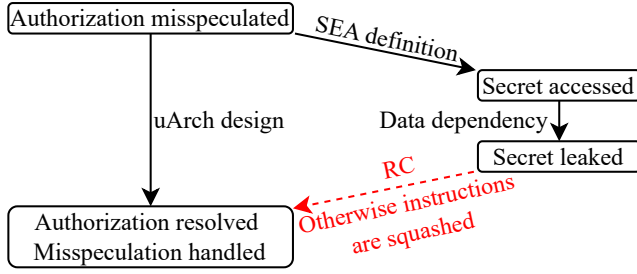 Authorization misspeculated
SEA definition
Secret accessed
uArch design
Data dependency
Secret leaked
RC
Otherwise instructions
are squashed
Authorization resolved
Misspeculation handled